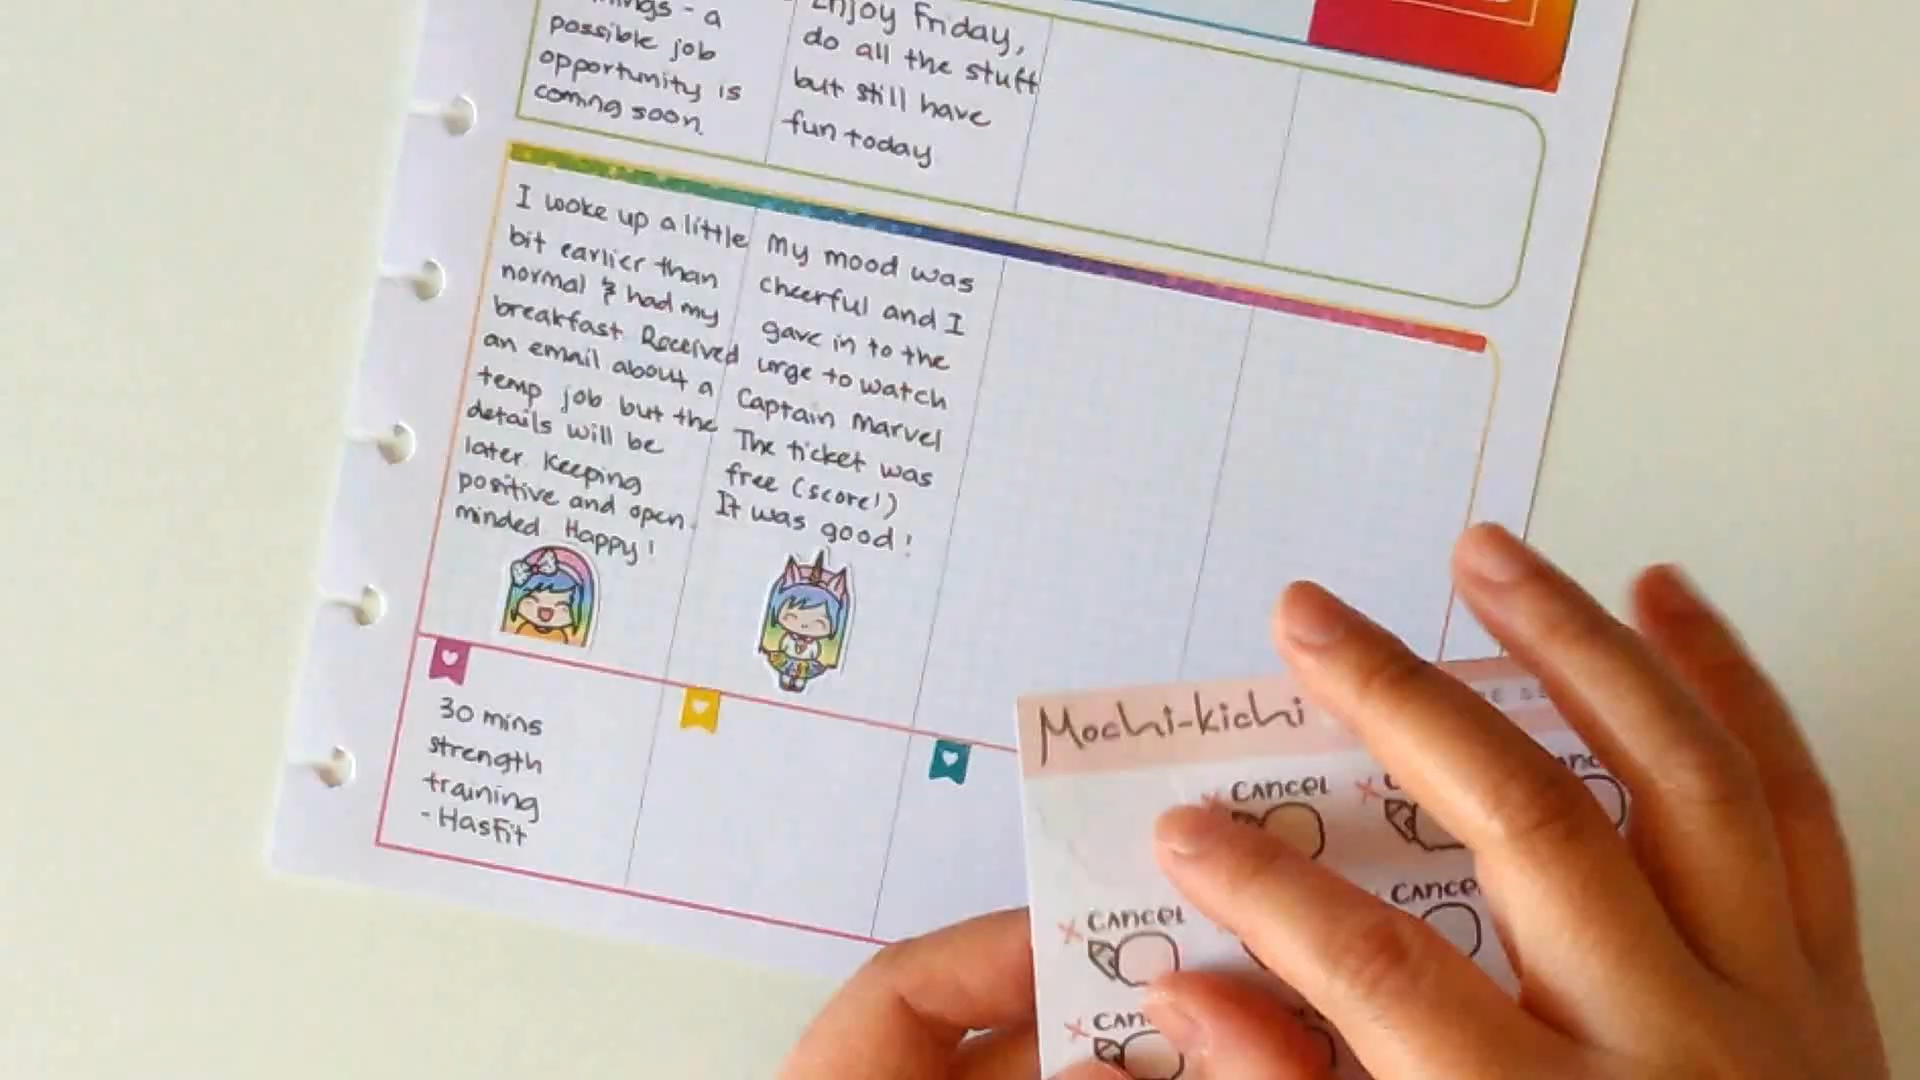 - a
possible job
opportunity is
coming soon.
Enjoy Friday,
do all the stuff
but still have
fun today
I woke up a little
bit earlier than
normal & had my
breakfast. Received
an email about a
temp job but the
details will be
later. Keeping
positive and open
minded. Happy!
My mood was
cheerful and I
gave in to the
urge to watch
Captain Marvel
The ticket was
free (score!)
It was good!
30 mins
strength
training
- HasFit
Mochi-kichi
CANCEL
CANCEL
CANCEL